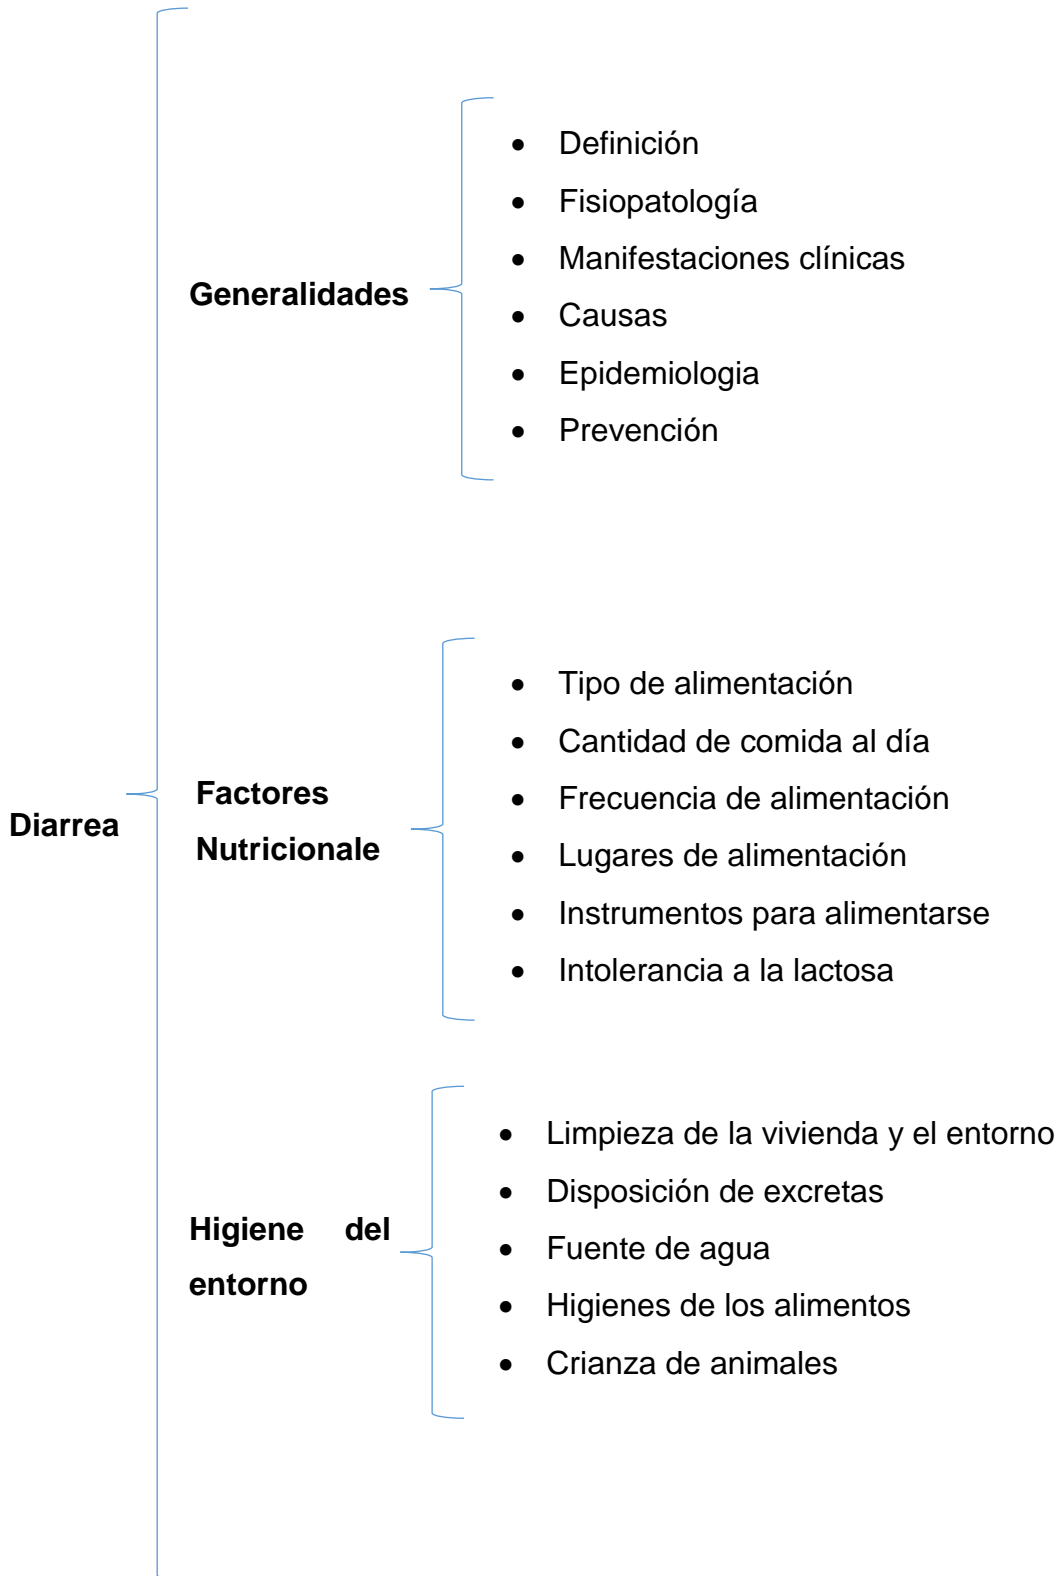 Diarrea
Generalidades
• Definición
• Fisiopatología
• Manifestaciones clínicas
• Causas
• Epidemiologia
• Prevención
Factores
Nutricionale
• Tipo de alimentación
• Cantidad de comida al día
• Frecuencia de alimentación
• Lugares de alimentación
• Instrumentos para alimentarse
• Intolerancia a la lactosa
Higiene del
entorno
• Limpieza de la vivienda y el entorno
• Disposición de excretas
• Fuente de agua
• Higienes de los alimentos
• Crianza de animales